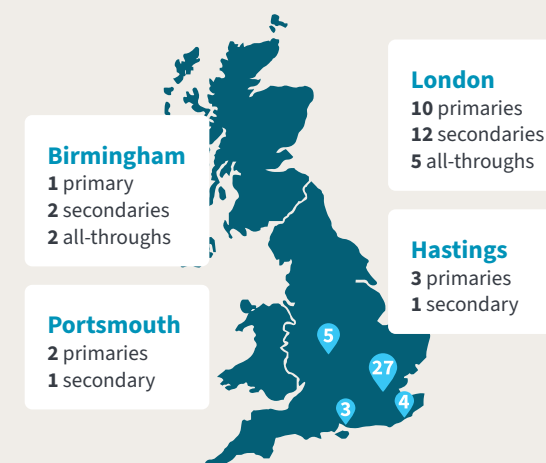 London
10 primaries
12 secondaries
5 all-throughs
Birmingham
1 primary
2 secondaries
2 all-throughs
Hastings
3 primaries
1 secondary
Portsmouth
2 primaries
1 secondary
5
27
3
4